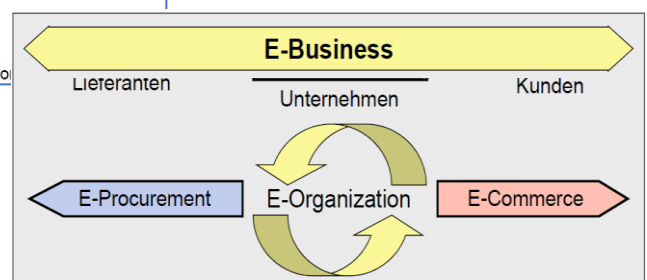 E-Business
Lieferanten
Unternehmen
Kunden
E-Procurement
E-Organization
E-Commerce